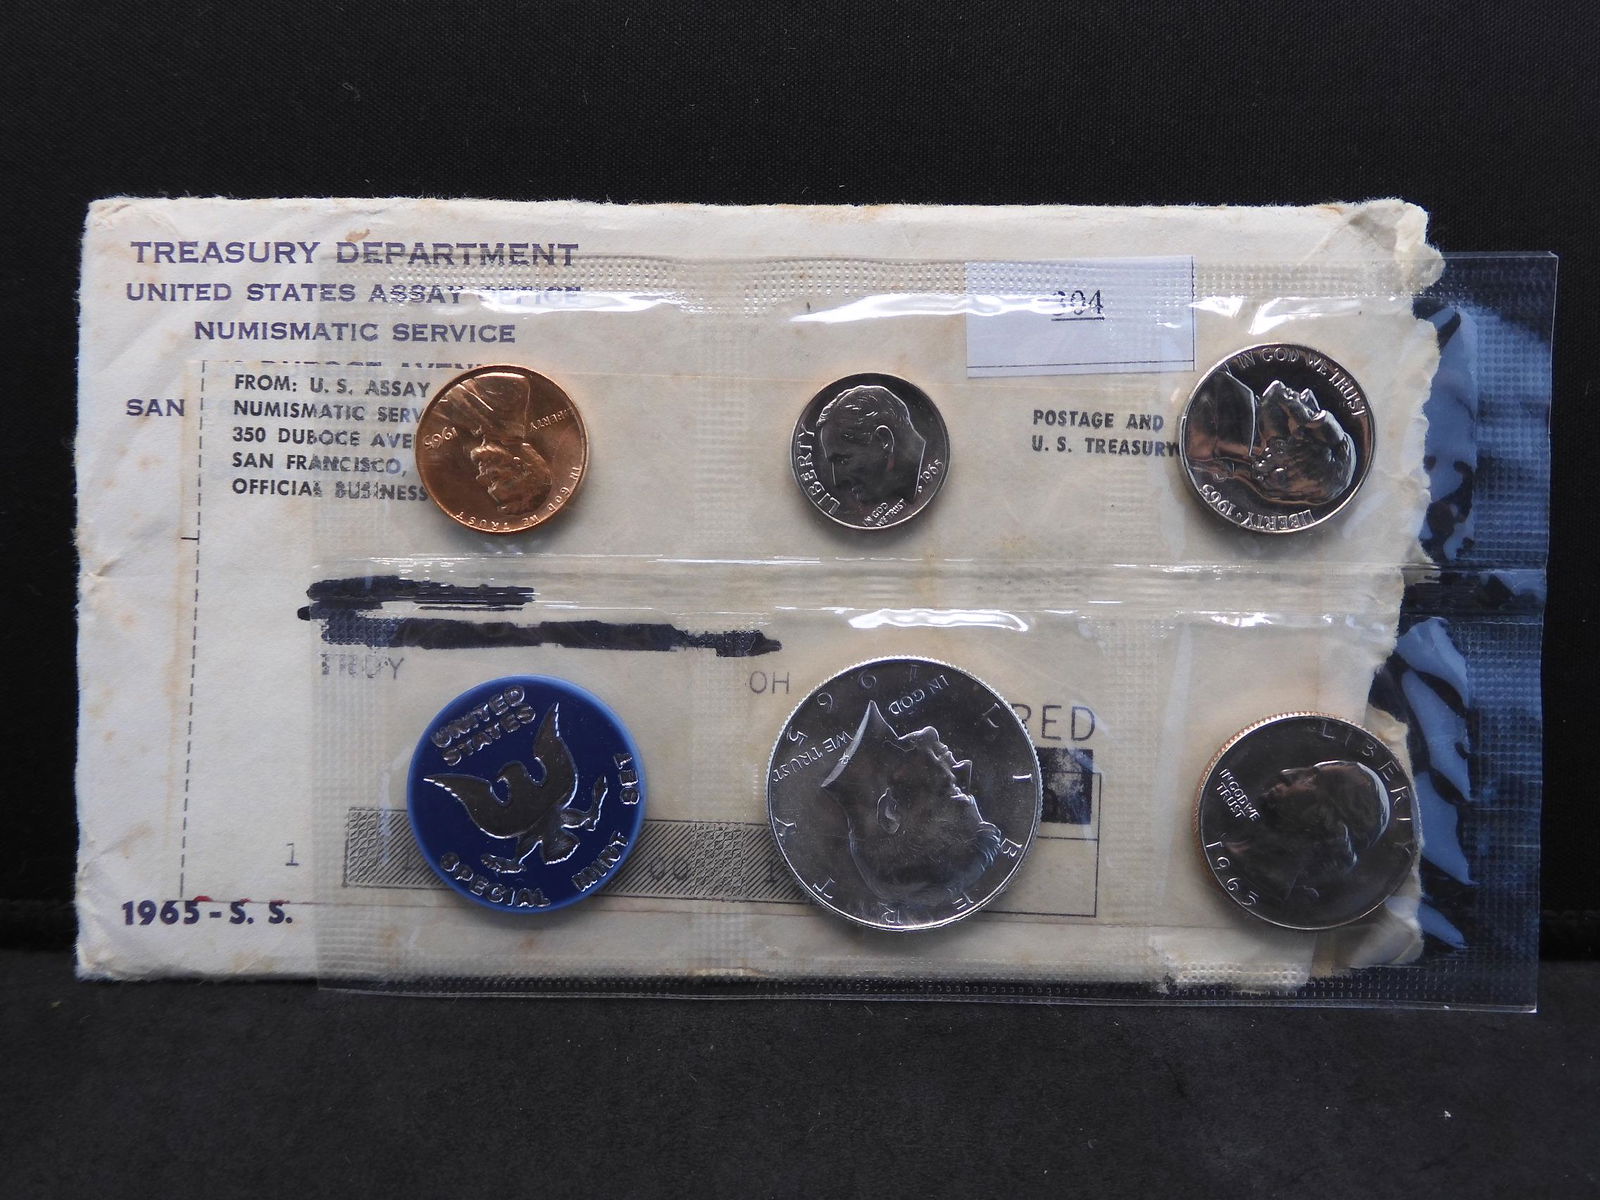 TREASURY DEPARTMENT
UNITED STATES ASSAY OFFICE
NUMISMATIC SERVICE
304
SAN
FROM: U. S. ASSAY
NUMISMATIC SERV
350 DUBOCE AVE
SAN FRANCISCO,
OFFICIAL BUSINESS
POSTAGE AND
U. S. TREASURY
LIBERTY
1965
IN GOD WE TRUST
LIBERTY
1965
IN GOD
WE TRUST
IN GOD WE TRUST
LIBERTY • 1965
TROY
OH
RED
UNITED
STATES
SPECIAL MINT SET
LIBERTY
IN GOD
WE TRUST
1965
LIBERTY
IN GOD WE
TRUST
1965
1
1965 - S. S.